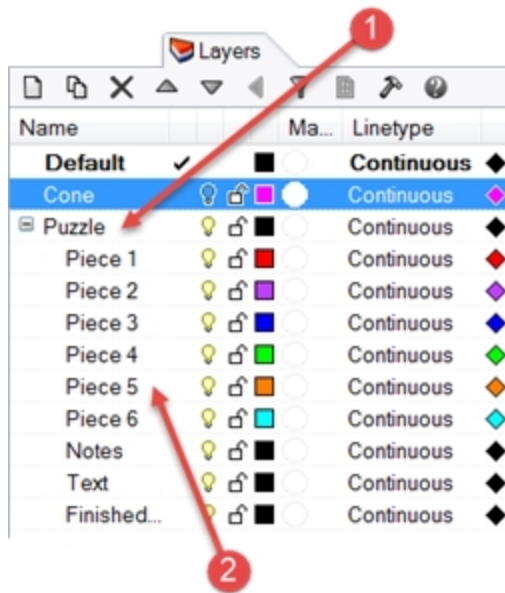 1
Layers
Name Ma... Linetype
Default Continuous
Cone Continuous
Puzzle Continuous
Piece 1 Continuous
Piece 2 Continuous
Piece 3 Continuous
Piece 4 Continuous
Piece 5 Continuous
Piece 6 Continuous
Notes Continuous
Text Continuous
Finished... Continuous
2